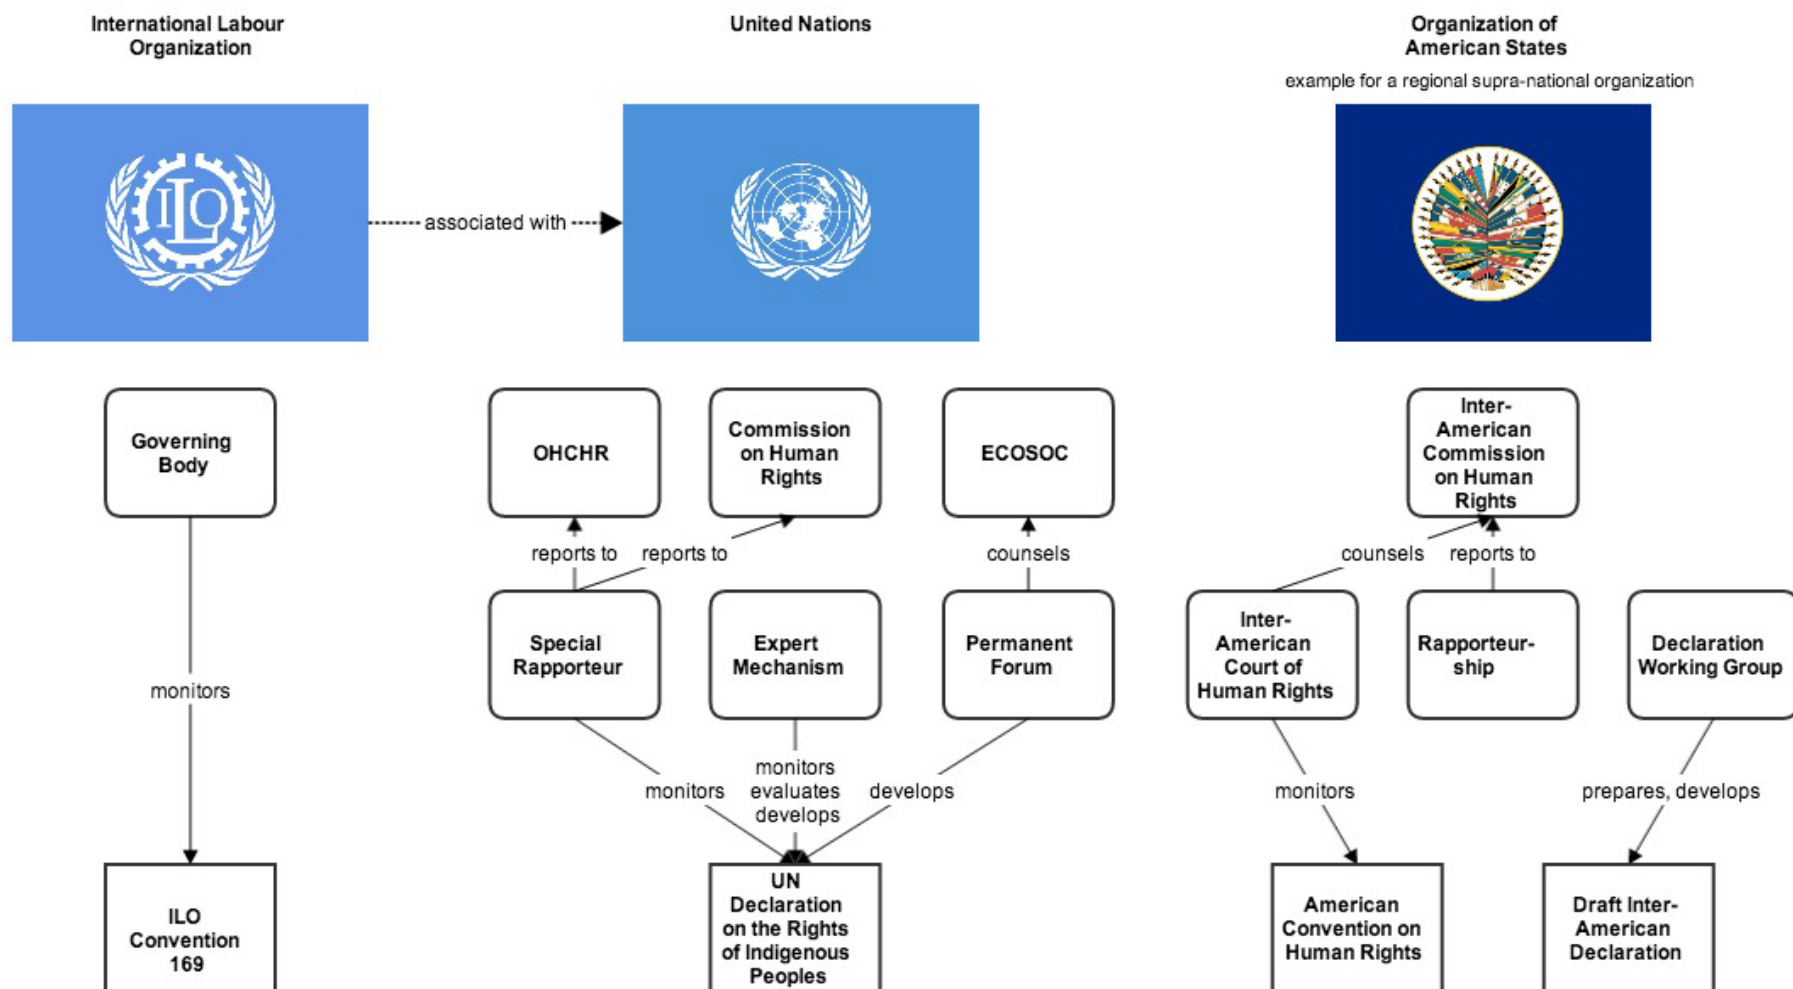 International Labour
Organization
United Nations
Organization of
American States
example for a regional supra-national organization
ILO
associated with
Governing
Body
OHCHR
Commission
on Human
Rights
ECOSOC
Inter-
American
Commission
on Human
Rights
reports to
reports to
counsels
counsels
reports to
Special
Rapporteur
Expert
Mechanism
Permanent
Forum
Inter-
American
Court of
Human Rights
Rapporteur-
ship
Declaration
Working Group
monitors
monitors
monitors
evaluates
develops
develops
monitors
prepares, develops
ILO
Convention
169
UN
Declaration
on the Rights
of Indigenous
Peoples
American
Convention on
Human Rights
Draft Inter-
American
Declaration